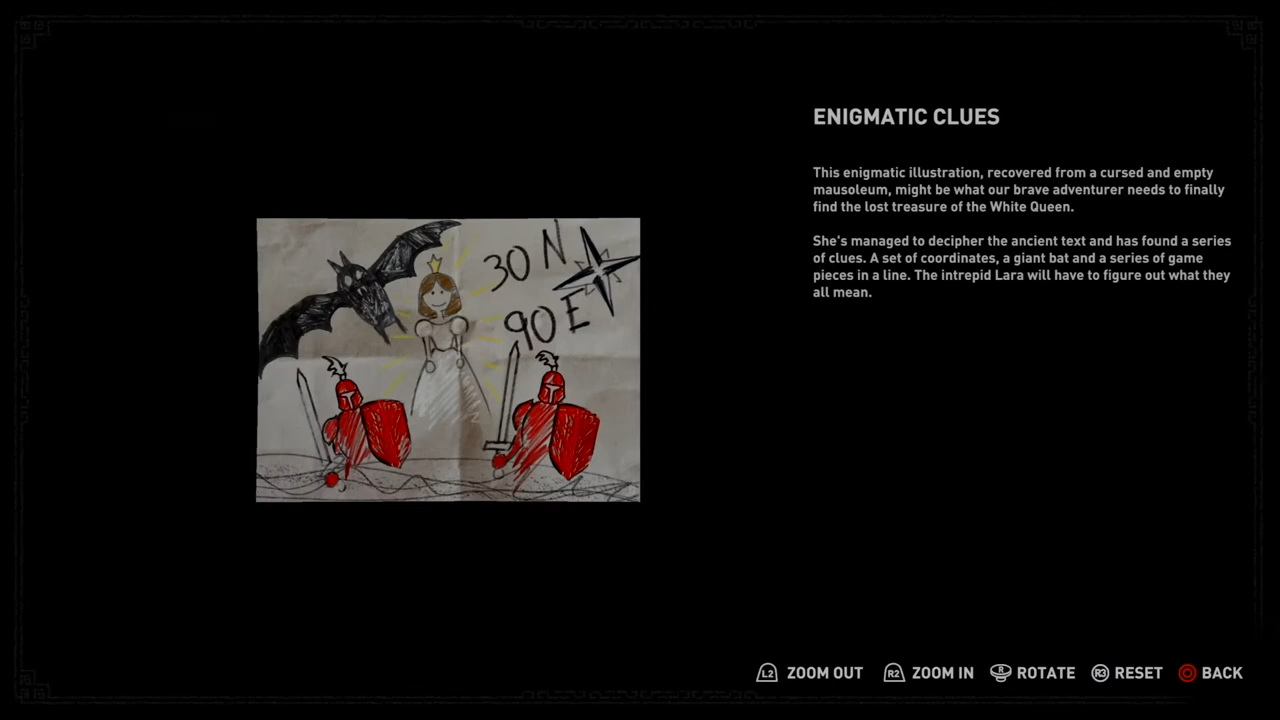 ENIGMATIC CLUES
This enigmatic illustration, recovered from a cursed and empty
mausoleum, might be what our brave adventurer needs to finally
find the lost treasure of the White Queen.
She's managed to decipher the ancient text and has found a series
of clues. A set of coordinates, a giant bat and a series of game
pieces in a line. The intrepid Lara will have to figure out what they
all mean.
30 N
90 E
L2 ZOOM OUT R2 ZOOM IN R ROTATE R3 RESET BACK